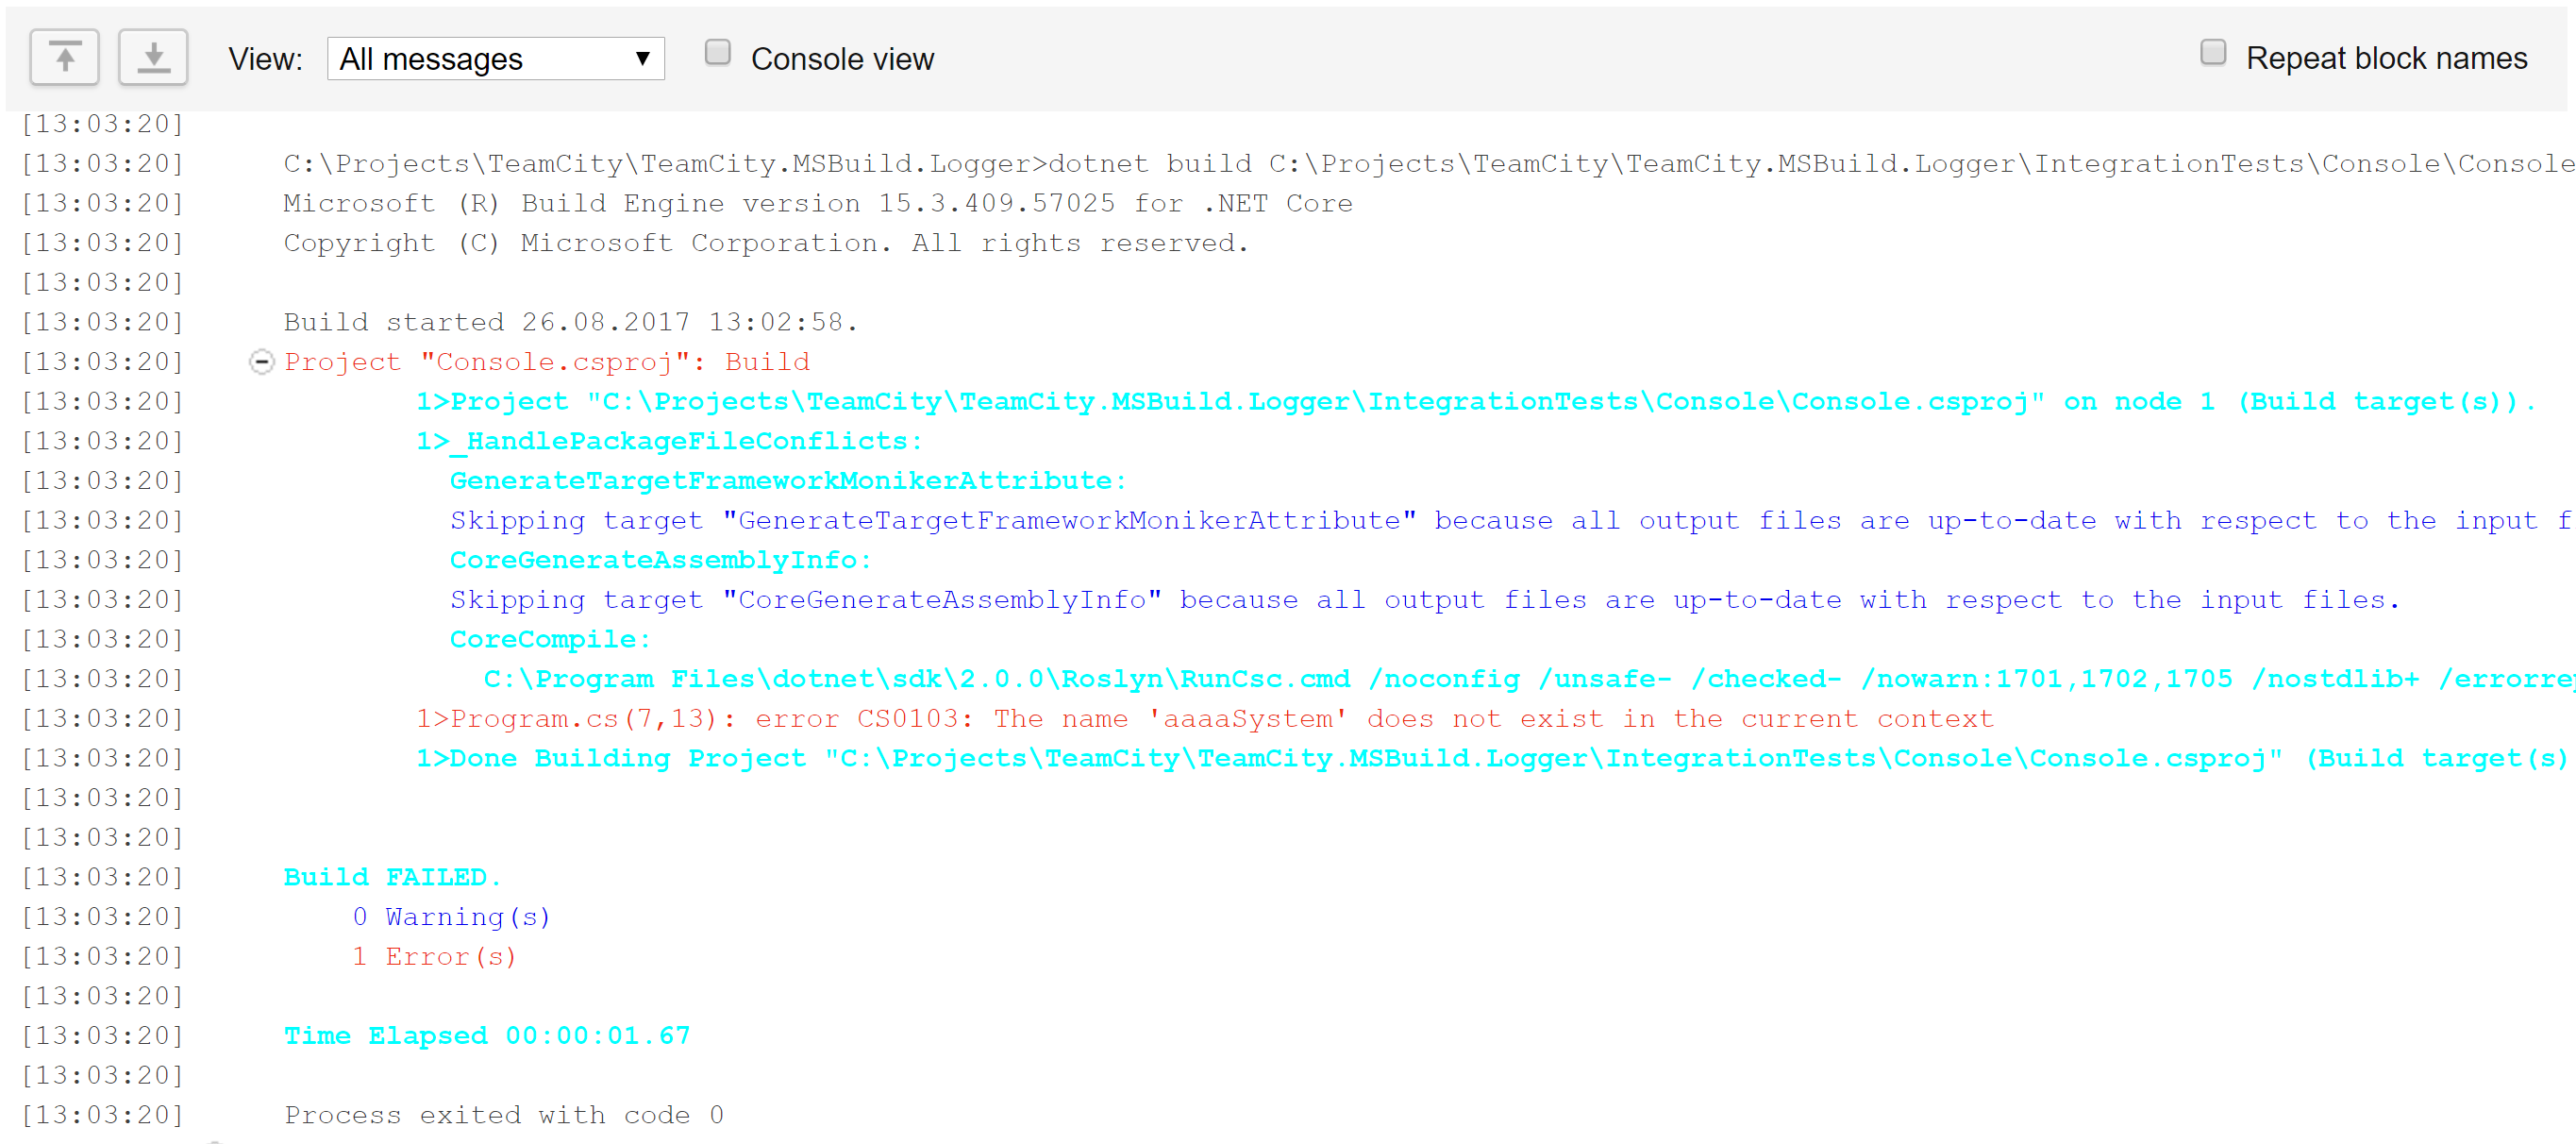 View: All messages Console view Repeat block names
[13:03:20]
[13:03:20] C:\Projects\TeamCity\TeamCity.MSBuild.Logger>dotnet build C:\Projects\TeamCity\TeamCity.MSBuild.Logger\IntegrationTests\Console\Console
[13:03:20] Microsoft (R) Build Engine version 15.3.409.57025 for .NET Core
[13:03:20] Copyright (C) Microsoft Corporation. All rights reserved.
[13:03:20]
[13:03:20] Build started 26.08.2017 13:02:58.
[13:03:20] Project "Console.csproj": Build
[13:03:20] 1>Project "C:\Projects\TeamCity\TeamCity.MSBuild.Logger\IntegrationTests\Console\Console.csproj" on node 1 (Build target(s)).
[13:03:20] 1>_HandlePackageFileConflicts:
[13:03:20] GenerateTargetFrameworkMonikerAttribute:
[13:03:20] Skipping target "GenerateTargetFrameworkMonikerAttribute" because all output files are up-to-date with respect to the input f
[13:03:20] CoreGenerateAssemblyInfo:
[13:03:20] Skipping target "CoreGenerateAssemblyInfo" because all output files are up-to-date with respect to the input files.
[13:03:20] CoreCompile:
[13:03:20] C:\Program Files\dotnet\sdk\2.0.0\Roslyn\RunCsc.cmd /noconfig /unsafe- /checked- /nowarn:1701,1702,1705 /nostdlib+ /errorrep
[13:03:20] 1>Program.cs(7,13): error CS0103: The name 'aaaaSystem' does not exist in the current context
[13:03:20] 1>Done Building Project "C:\Projects\TeamCity\TeamCity.MSBuild.Logger\IntegrationTests\Console\Console.csproj" (Build target(s)
[13:03:20]
[13:03:20]
[13:03:20] Build FAILED.
[13:03:20] 0 Warning(s)
[13:03:20] 1 Error(s)
[13:03:20]
[13:03:20] Time Elapsed 00:00:01.67
[13:03:20]
[13:03:20] Process exited with code 0